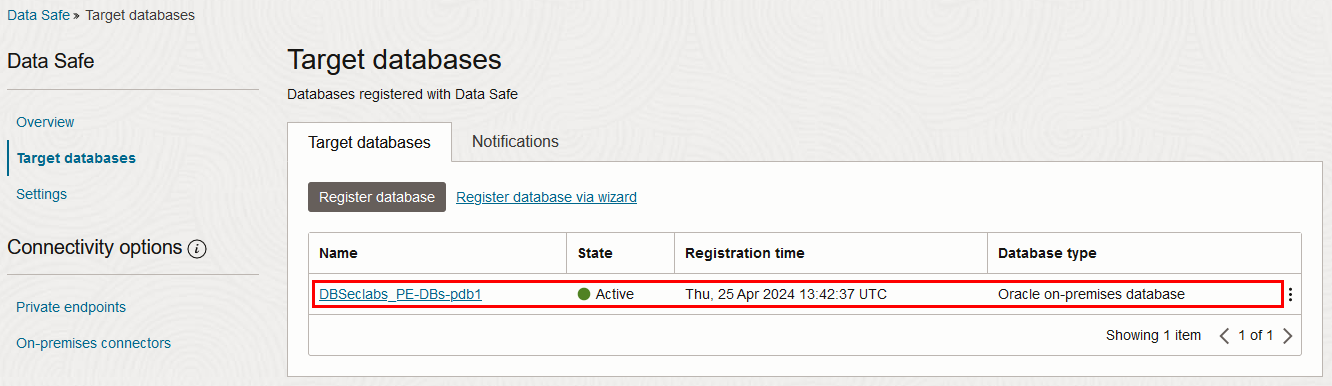 Data Safe » Target databases
Data Safe
Overview
Target databases
Settings
Connectivity options i
Private endpoints
On-premises connectors
Target databases
Databases registered with Data Safe
Target databases Notifications
Register database Register database via wizard
Name State Registration time Database type
DBSeclabs_PE-DBs-pdb1 Active Thu, 25 Apr 2024 13:42:37 UTC Oracle on-premises database
Showing 1 item 1 of 1